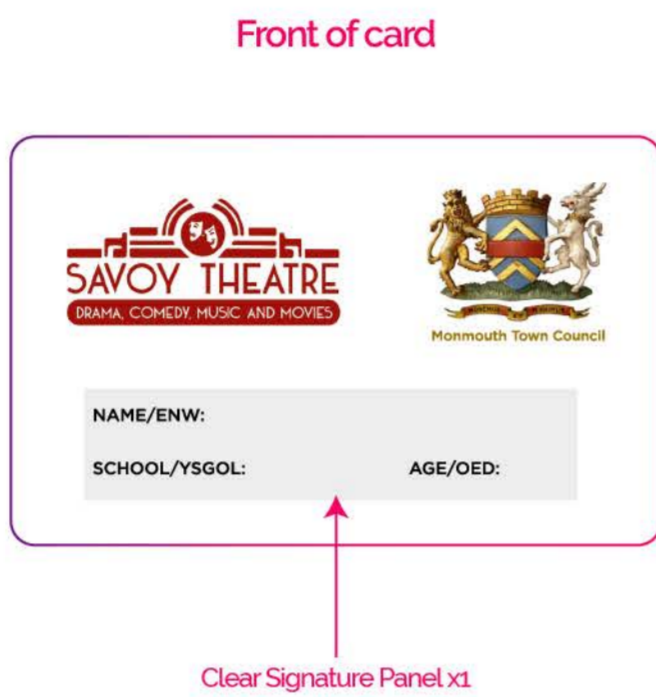 Front of card
SAVOY THEATRE
DRAMA, COMEDY, MUSIC AND MOVIES
Monmouth Town Council
NAME/ENW:
SCHOOL/YSGOL: AGE/OED:
Clear Signature Panel x1